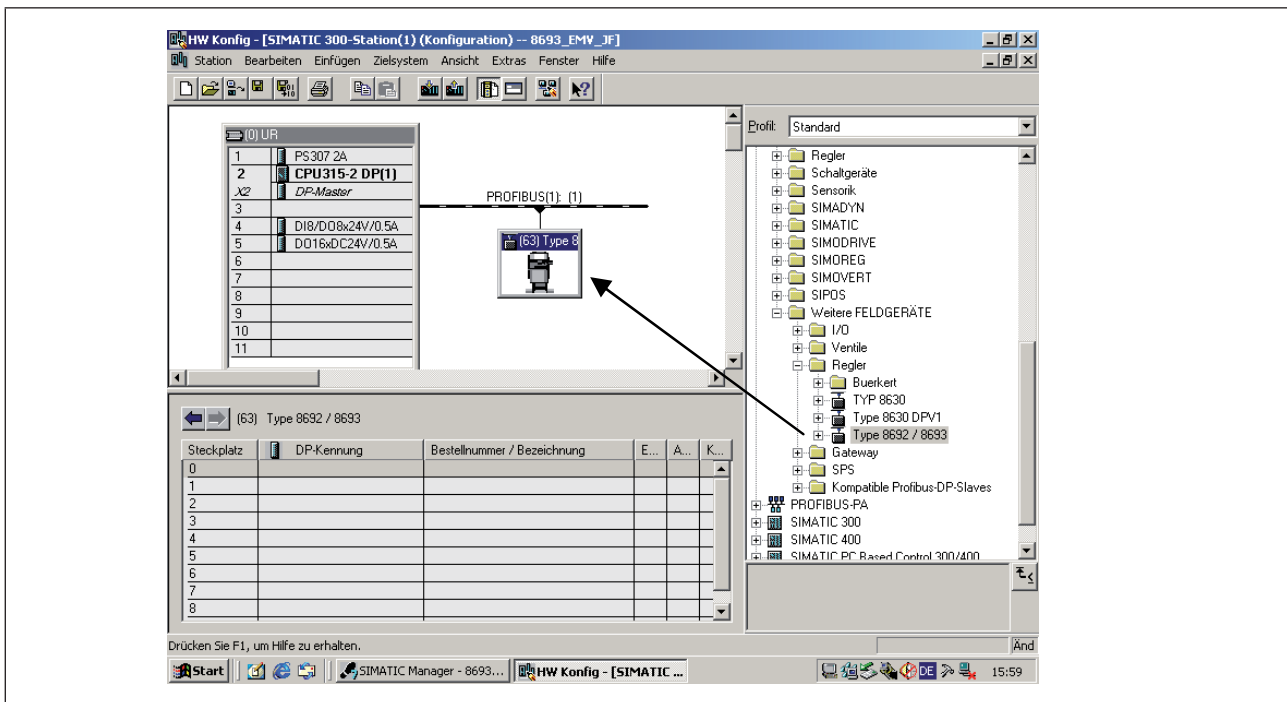 HW Konfig - [SIMATIC 300-Station(1) (Konfiguration) -- 8693_EMV_JF]
Station Bearbeiten Einfügen Zielsystem Ansicht Extras Fenster Hilfe
(0) UR
1 PS307 2A
2 CPU315-2 DP(1)
X2 DP-Master
3
4 DI8/DO8x24V/0.5A
5 DO16xDC24V/0.5A
6
7
8
9
10
11
PROFIBUS(1): (1)
(63) Type 8
Profil: Standard
Regler
Schaltgeräte
Sensorik
SIMADYN
SIMATIC
SIMODRIVE
SIMOREG
SIMOVERT
SIPOS
Weitere FELDGERÄTE
I/O
Ventile
Regler
Buerkert
TYP 8630
Type 8630 DPV1
Type 8692 / 8693
Gateway
SPS
Kompatible Profibus-DP-Slaves
PROFIBUS-PA
SIMATIC 300
SIMATIC 400
SIMATIC PC Based Control 300/400
(63) Type 8692 / 8693
Steckplatz DP-Kennung Bestellnummer / Bezeichnung E... A... K...
0
1
2
3
4
5
6
7
8
Drücken Sie F1, um Hilfe zu erhalten. Änd
Start SIMATIC Manager - 8693... HW Konfig - [SIMATIC ... DE 15:59